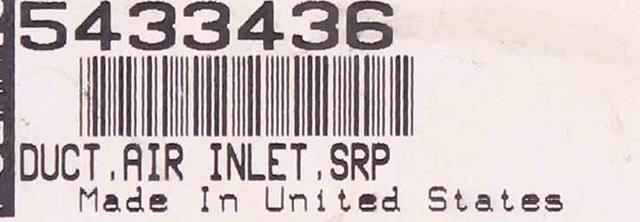 5433436
DUCT,AIR INLET,SRP
Made In United States